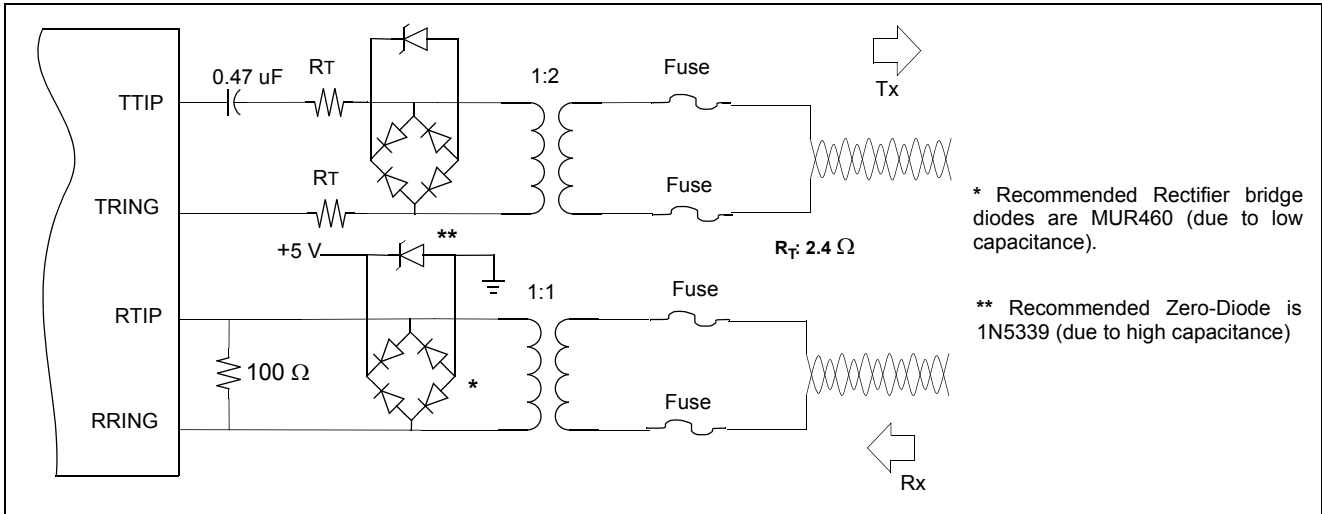 TTIP
0.47 uF
RT
1:2
Fuse
Tx
TRING
RT
Fuse
+5 V
**
RT: 2.4 Ω
* Recommended Rectifier bridge
diodes are MUR460 (due to low
capacitance).
RTIP
100 Ω
*
1:1
Fuse
** Recommended Zero-Diode is
1N5339 (due to high capacitance)
RRING
Fuse
Rx